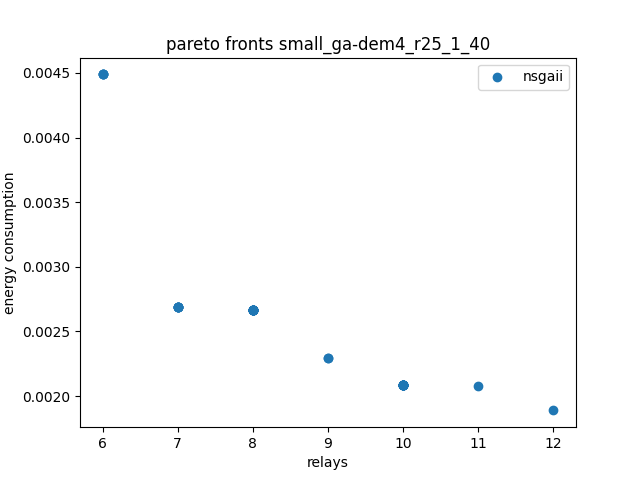 pareto fronts small_ga-dem4_r25_1_40
nsgaii
0.0045
0.0040
0.0035
0.0030
0.0025
0.0020
energy consumption
6 7 8 9 10 11 12
relays